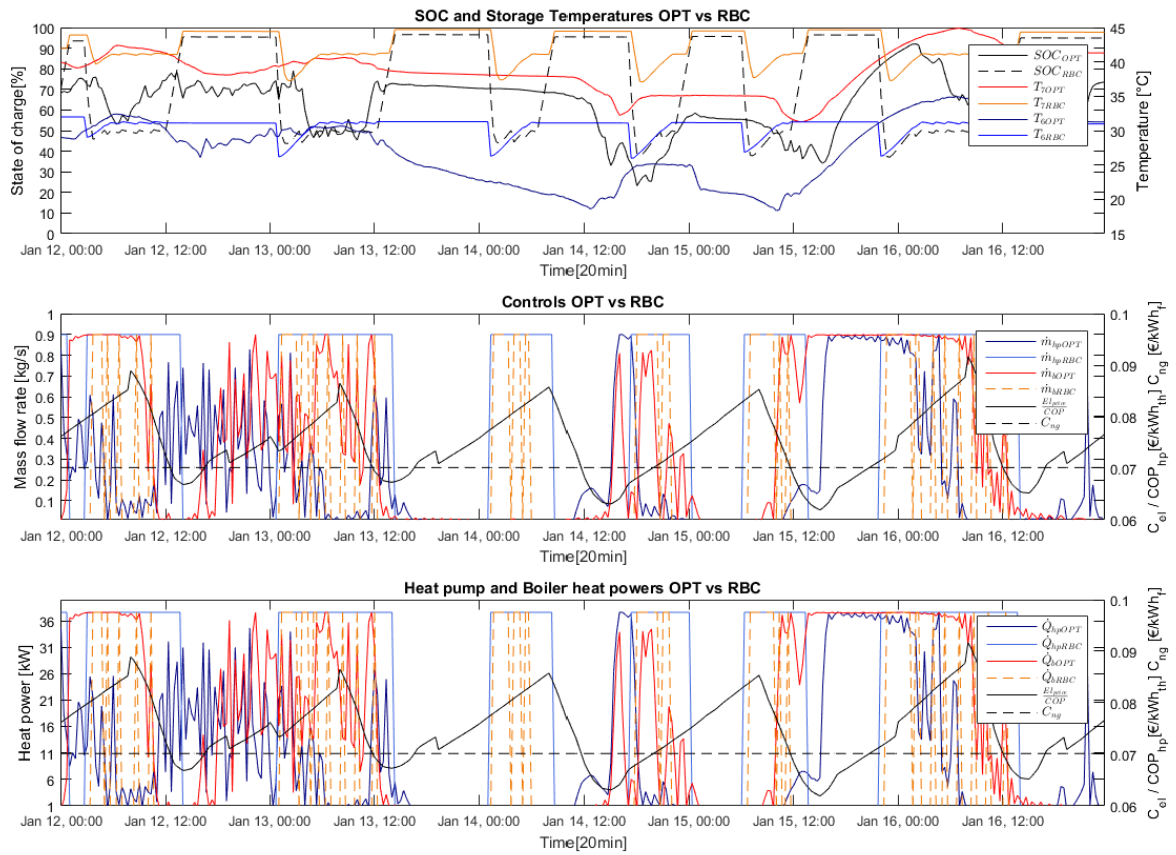 SOC and Storage Temperatures OPT vs RBC
State of charge[%]
100
90
80
70
60
50
40
30
20
10
0
45
40
35
30
25
20
15
Temperature [°C]
SOC_OPT
SOC_RBC
T_7OPT
T_7RBC
T_6OPT
T_6RBC
Jan 12, 00:00 Jan 12, 12:00 Jan 13, 00:00 Jan 13, 12:00 Jan 14, 00:00 Jan 14, 12:00 Jan 15, 00:00 Jan 15, 12:00 Jan 16, 00:00 Jan 16, 12:00
Time[20min]
Controls OPT vs RBC
Mass flow rate [kg/s]
1
0.9
0.8
0.7
0.6
0.5
0.4
0.3
0.2
0.1
0.1
0.09
0.08
0.07
0.06
C_el / COP_hp [€/kWh_th] C_ng [€/kWh_f]
ṁ_hpOPT
ṁ_hpRBC
ṁ_bOPT
ṁ_bRBC
El_price/COP
C_ng
Jan 12, 00:00 Jan 12, 12:00 Jan 13, 00:00 Jan 13, 12:00 Jan 14, 00:00 Jan 14, 12:00 Jan 15, 00:00 Jan 15, 12:00 Jan 16, 00:00 Jan 16, 12:00
Time[20min]
Heat pump and Boiler heat powers OPT vs RBC
Heat power [kW]
36
31
26
21
16
11
6
1
0.1
0.09
0.08
0.07
0.06
C_el / COP_hp [€/kWh_th] C_ng [€/kWh_f]
Q̇_hpOPT
Q̇_hpRBC
Q̇_bOPT
Q̇_bRBC
El_price/COP
C_ng
Jan 12, 00:00 Jan 12, 12:00 Jan 13, 00:00 Jan 13, 12:00 Jan 14, 00:00 Jan 14, 12:00 Jan 15, 00:00 Jan 15, 12:00 Jan 16, 00:00 Jan 16, 12:00
Time[20min]